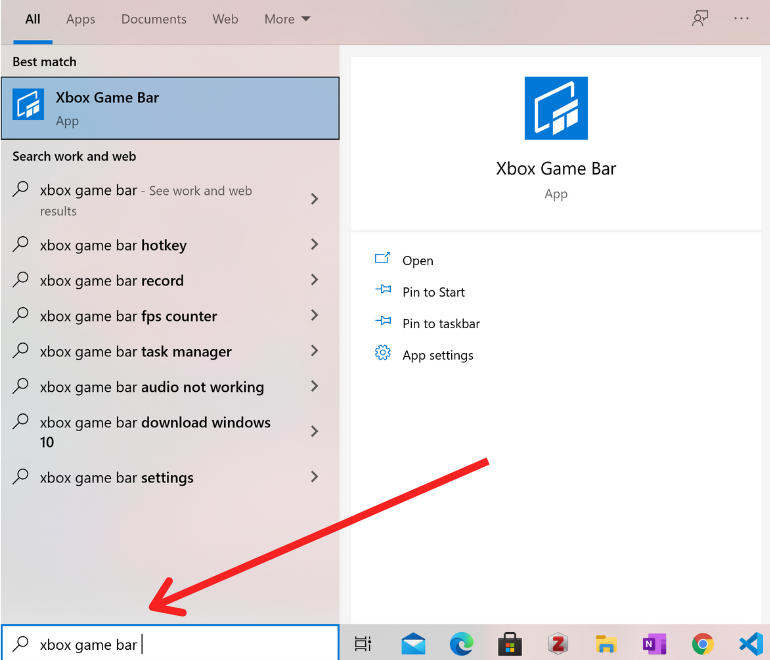 All Apps Documents Web More
Best match
Xbox Game Bar
App
Search work and web
xbox game bar - See work and web
results
xbox game bar hotkey
xbox game bar record
xbox game bar fps counter
xbox game bar task manager
xbox game bar audio not working
xbox game bar download windows
10
xbox game bar settings
Xbox Game Bar
App
Open
Pin to Start
Pin to taskbar
App settings
xbox game bar
Z
N